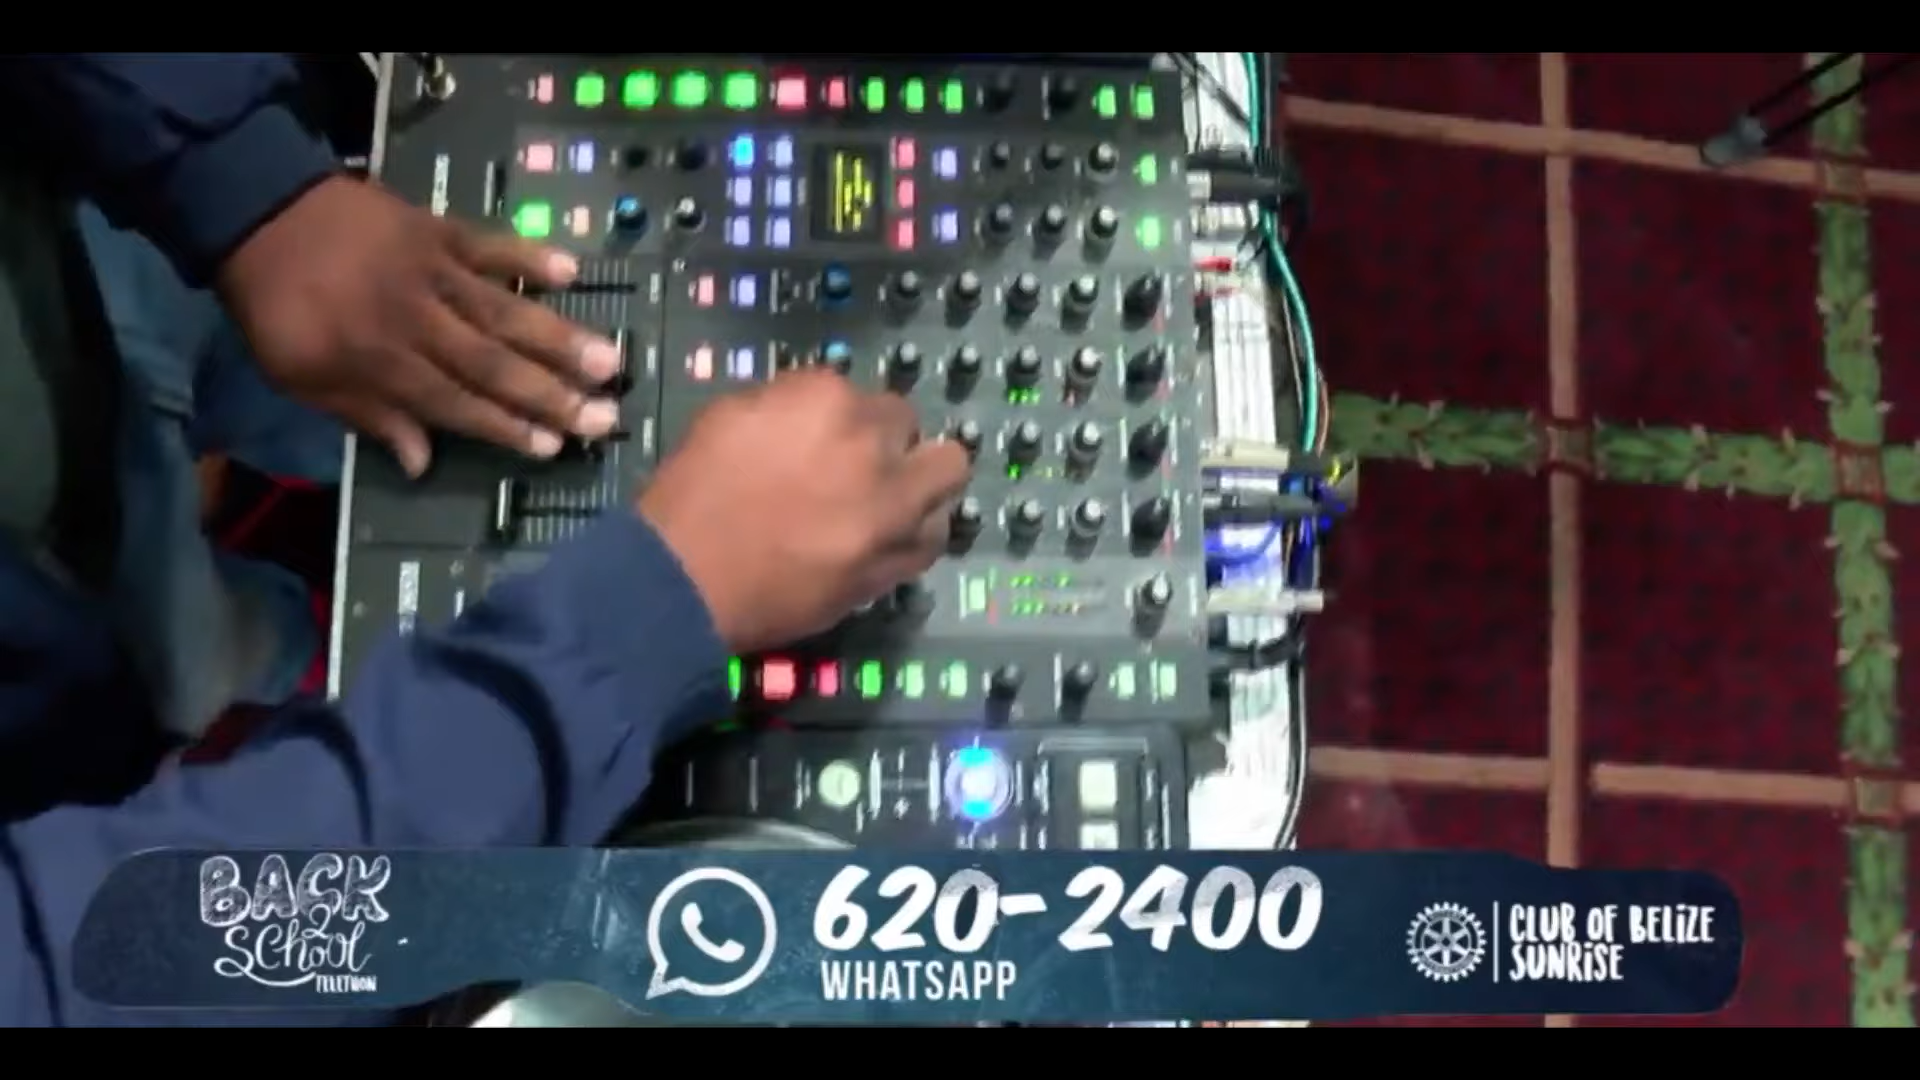 BACK
2
SCHOOL
TELETHON
620-2400
WHATSAPP
CLUB OF BELIZE
SUNRISE